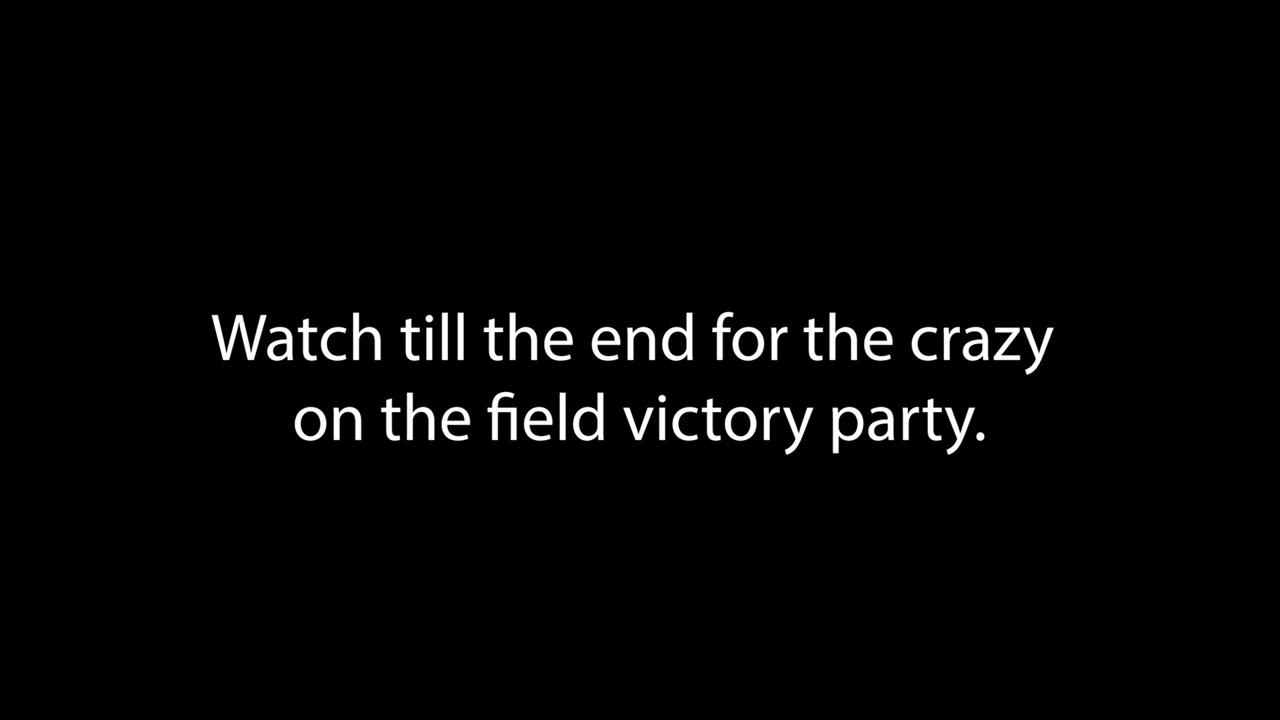 Watch till the end for the crazy
on the field victory party.